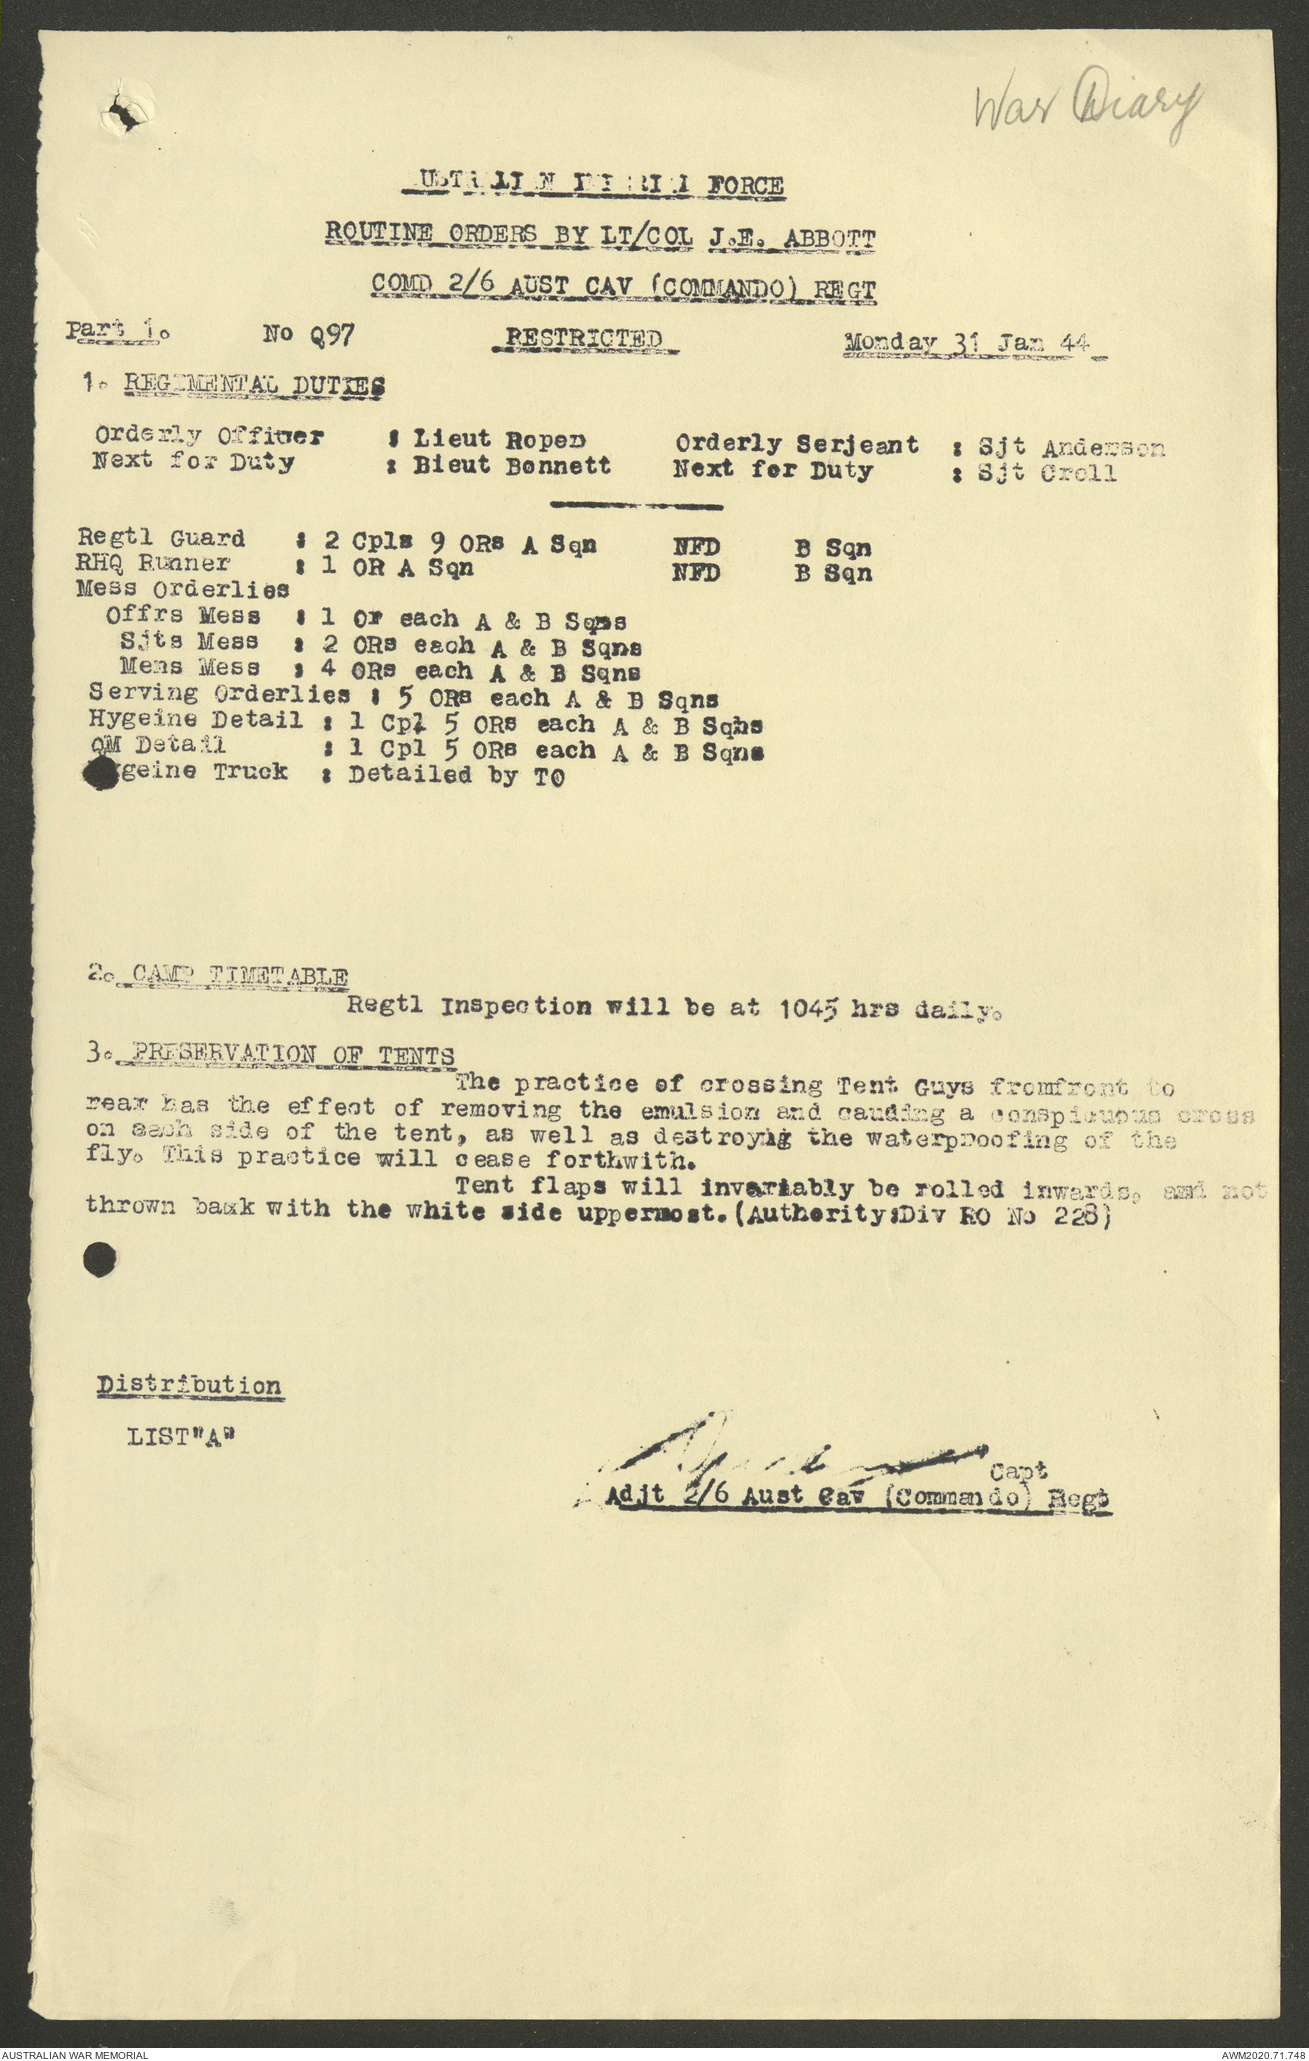 War Diary
AUSTRALIAN IMPERIAL FORCE
ROUTINE ORDERS BY LT/COL J.E. ABBOTT
COMD 2/6 AUST CAV (COMMANDO) REGT
Part 1. No Q97 RESTRICTED Monday 31 Jan 44
1. REGIMENTAL DUTIES
Orderly Officer : Lieut Roper Orderly Serjeant : Sjt Anderson
Next for Duty : Bieut Bennett Next for Duty : Sjt Croll
Regtl Guard : 2 Cpls 9 ORs A Sqn NFD B Sqn
RHQ Runner : 1 OR A Sqn NFD B Sqn
Mess Orderlies
Offrs Mess : 1 Or each A & B Sqns
Sjts Mess : 2 ORs each A & B Sqns
Mens Mess : 4 ORs each A & B Sqns
Serving Orderlies : 5 ORs each A & B Sqns
Hygeine Detail : 1 Cpl 5 ORs each A & B Sqns
QM Detail : 1 Cpl 5 ORs each A & B Sqns
Hygeine Truck : Detailed by TO
2. CAMP TIMETABLE
Regtl Inspection will be at 1045 hrs daily.
3. PRESERVATION OF TENTS
The practice of crossing Tent Guys fromfront to
rear has the effect of removing the emulsion and cauding a conspicuous cross
on each side of the tent, as well as destroyng the waterproofing of the
fly. This practice will cease forthwith.
Tent flaps will invariably be rolled inwards, and not
thrown back with the white side uppermost.(Authority:Div RO No 228)
Distribution
LIST"A"
Capt
Adjt 2/6 Aust Cav (Commando) Regt
AUSTRALIAN WAR MEMORIAL AWM2020.71.748